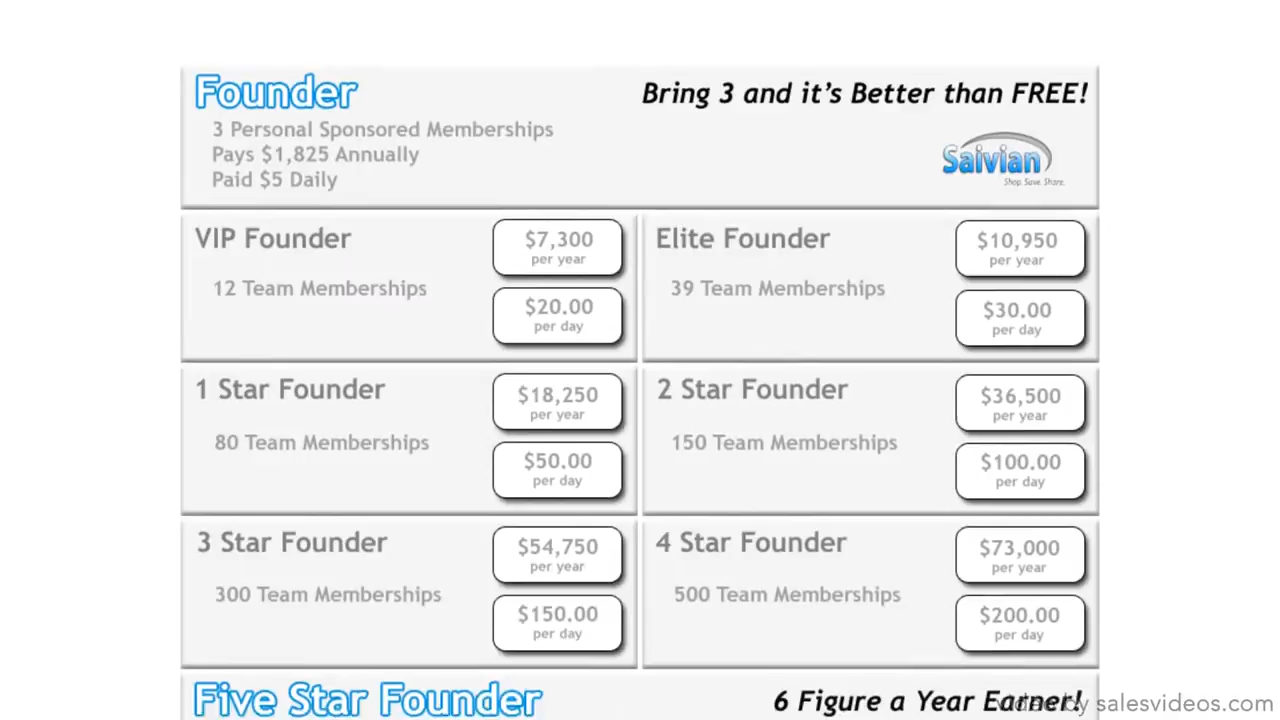 Founder
Bring 3 and it's Better than FREE!
3 Personal Sponsored Memberships
Pays $1,825 Annually
Paid $5 Daily
Saivian
Shop. Save. Share.
VIP Founder
12 Team Memberships
$7,300
per year
$20.00
per day
Elite Founder
39 Team Memberships
$10,950
per year
$30.00
per day
1 Star Founder
80 Team Memberships
$18,250
per year
$50.00
per day
2 Star Founder
150 Team Memberships
$36,500
per year
$100.00
per day
3 Star Founder
300 Team Memberships
$54,750
per year
$150.00
per day
4 Star Founder
500 Team Memberships
$73,000
per year
$200.00
per day
Five Star Founder
6 Figure a Year Earner!
video by salesvideos.com